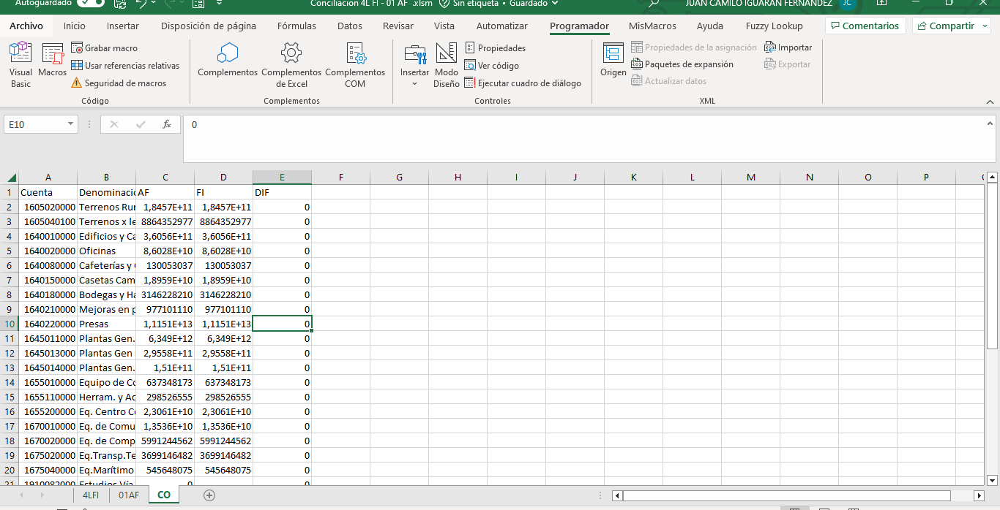 Autoguardado Conciliacion 4L FI - 01 AF .xlsm Sin etiqueta • Guardado JUAN CAMILO IGUARAN FERNANDEZ JC
Archivo Inicio Insertar Disposición de página Fórmulas Datos Revisar Vista Automatizar Programador MisMacros Ayuda Fuzzy Lookup Comentarios Compartir
Visual Basic
Macros
Grabar macro
Usar referencias relativas
Seguridad de macros
Código
Complementos
Complementos de Excel
Complementos COM
Complementos
Insertar
Modo Diseño
Propiedades
Ver código
Ejecutar cuadro de diálogo
Controles
Origen
Propiedades de la asignación
Paquetes de expansión
Actualizar datos
Importar
Exportar
XML
E10 fx 0
A B C D E F G H I J K L M N O P
1 Cuenta Denominaci AF FI DIF
2 1605020000 Terrenos Rur 1,8457E+11 1,8457E+11 0
3 1605040100 Terrenos x le 8864352977 8864352977 0
4 1640010000 Edificios y Ca 3,6056E+11 3,6056E+11 0
5 1640020000 Oficinas 8,6028E+10 8,6028E+10 0
6 1640080000 Cafeterías y 130053037 130053037 0
7 1640150000 Casetas Cam 1,8959E+10 1,8959E+10 0
8 1640180000 Bodegas y Ha 3146228210 3146228210 0
9 1640210000 Mejoras en p 977101110 977101110 0
10 1640220000 Presas 1,1151E+13 1,1151E+13 0
11 1645011000 Plantas Gen. 6,349E+12 6,349E+12 0
12 1645013000 Plantas Gen 2,9558E+11 2,9558E+11 0
13 1645014000 Plantas Gen. 1,51E+11 1,51E+11 0
14 1655010000 Equipo de Co 637348173 637348173 0
15 1655110000 Herram. y Ac 298526555 298526555 0
16 1655200000 Eq. Centro Co 2,3061E+10 2,3061E+10 0
17 1670010000 Eq. de Comu 1,3536E+10 1,3536E+10 0
18 1670020000 Eq. de Comp 5991244562 5991244562 0
19 1675020000 Eq.Transp.Te 3699146482 3699146482 0
20 1675040000 Eq.Marítimo 545648075 545648075 0
21 1910082000 Estudios Vía 0 0
4LFI 01AF CO